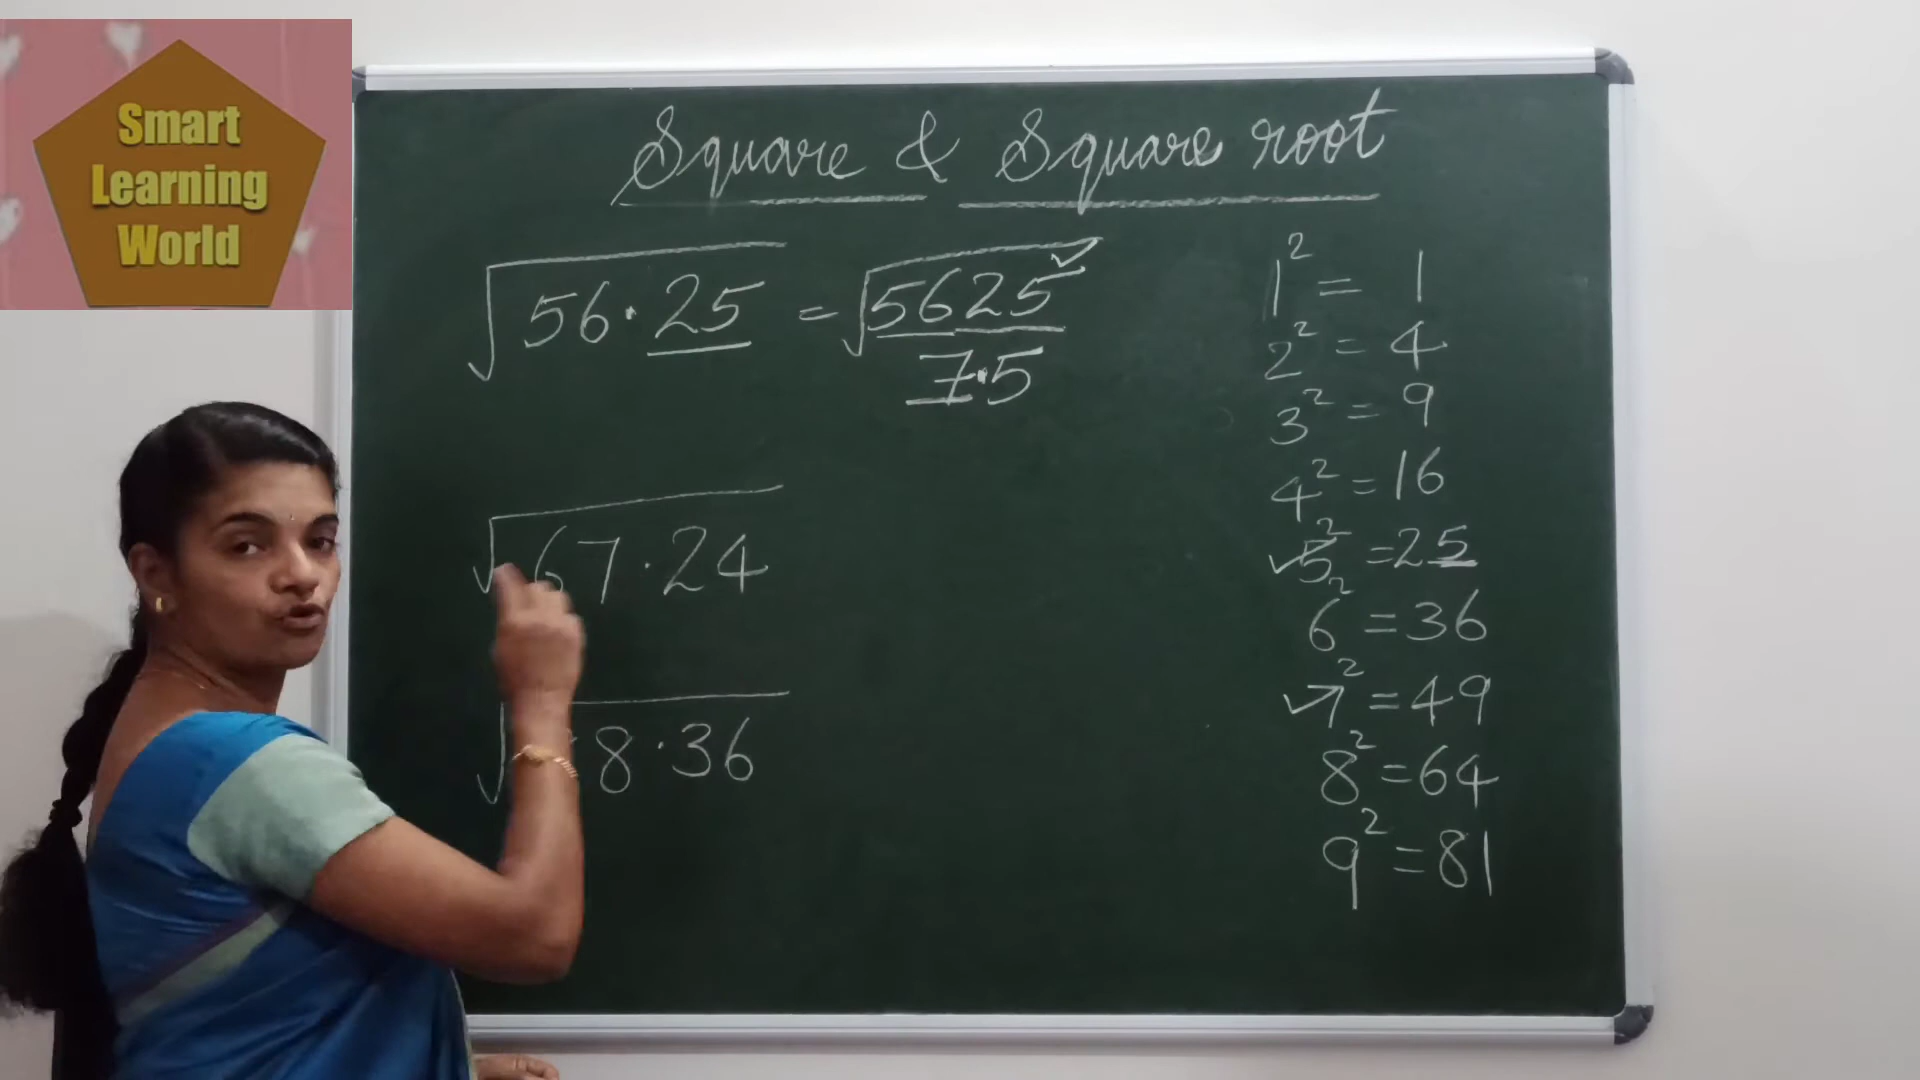 Smart
Learning
World
Square & Square root
√56.25 = √5625
7.5
√67.24
8.36
1² = 1
2² = 4
3² = 9
4² = 16
5² = 25
6² = 36
7² = 49
8² = 64
9² = 81